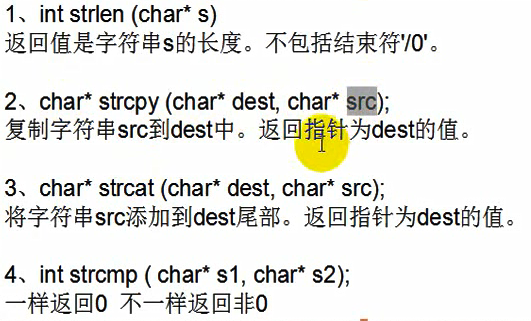 1、int strlen (char* s)
返回值是字符串s的长度。不包括结束符'/0'。
2、char* strcpy (char* dest, char* src);
复制字符串src到dest中。返回指针为dest的值。
3、char* strcat (char* dest, char* src);
将字符串src添加到dest尾部。返回指针为dest的值。
4、int strcmp ( char* s1, char* s2);
一样返回0 不一样返回非0